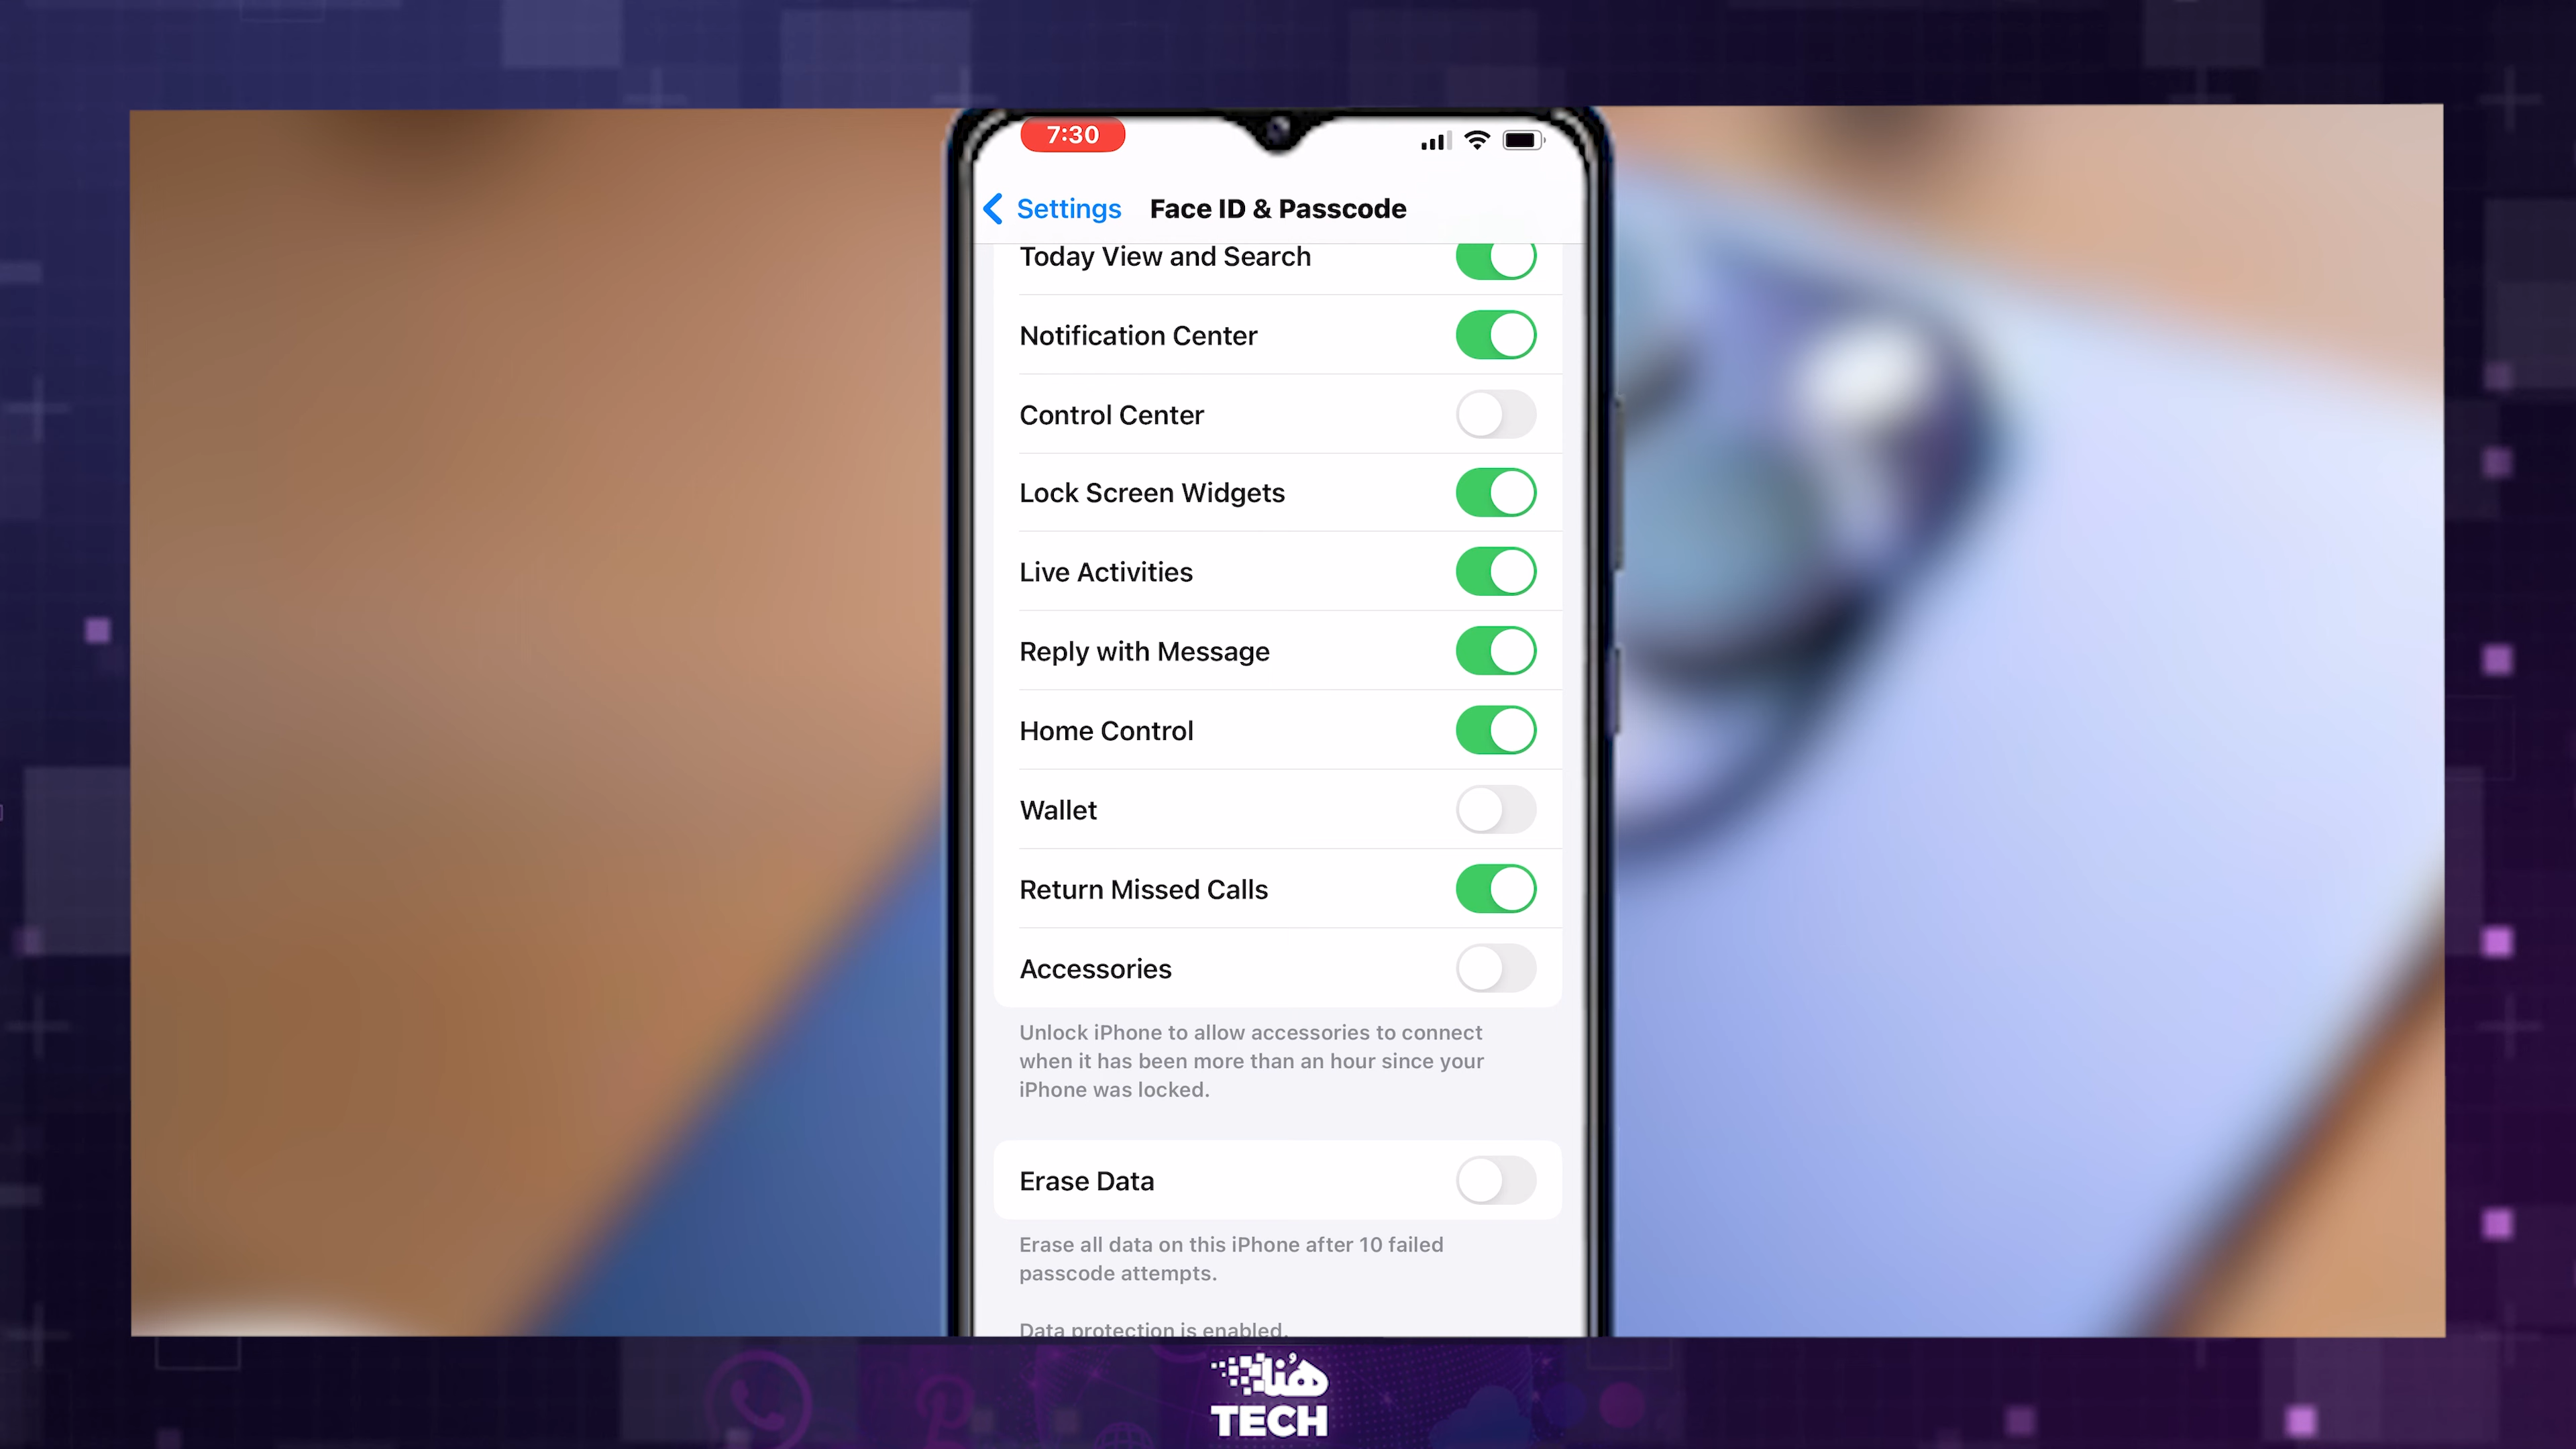 7:30
Settings
Face ID & Passcode
Today View and Search
Notification Center
Control Center
Lock Screen Widgets
Live Activities
Reply with Message
Home Control
Wallet
Return Missed Calls
Accessories
Unlock iPhone to allow accessories to connect
when it has been more than an hour since your
iPhone was locked.
Erase Data
Erase all data on this iPhone after 10 failed
passcode attempts.
Data protection is enabled.
هُنا
TECH